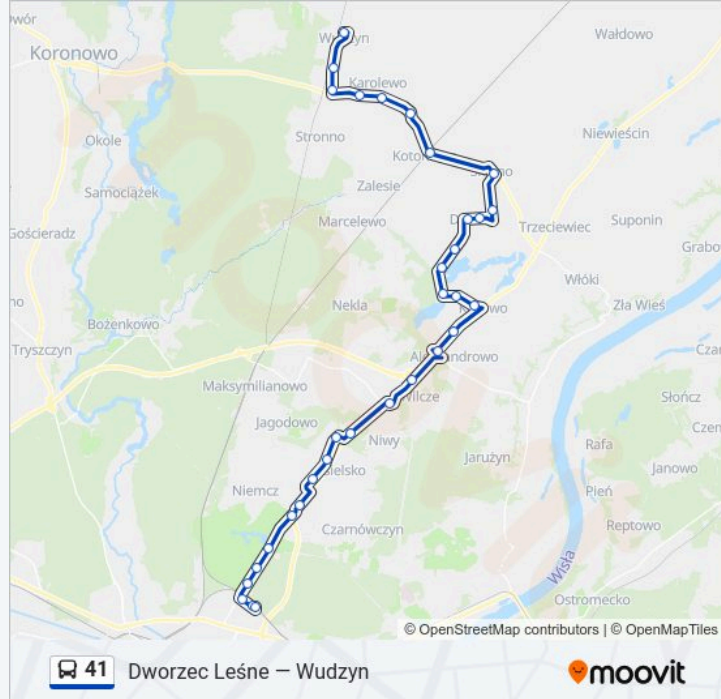 Wałdowo
Koronowo
Karolewo
Stronno
Niewieścin
Okole
Zalesie
Samociążek
Marcelewo
Trzeciewiec
Suponin
Gościeradz
Włóki
Nekla
Zła Wieś
Bożenkowo
Tryszczyn
Maksymilianowo
Słończ
Jagodowo
Niwy
Rafa
Jarużyn
Janowo
Pień
Niemcz
Reptowo
Czarnówczyn
Wisła
Ostromecko
© OpenStreetMap contributors | © OpenMapTiles
41 Dworzec Leśne — Wudzyn moovit